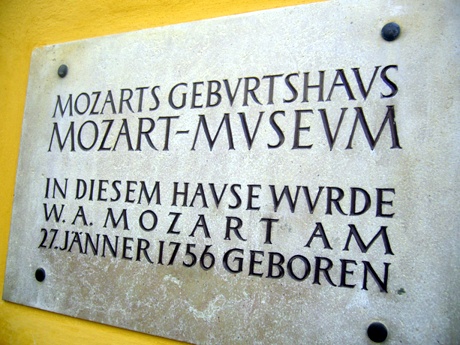 MOZARTS GEBVRTSHAVS
MOZART-MVSEVM
IN DIESEM HAVSE WVRDE
W. A. MOZART AM
27. JÄNNER 1756 GEBOREN